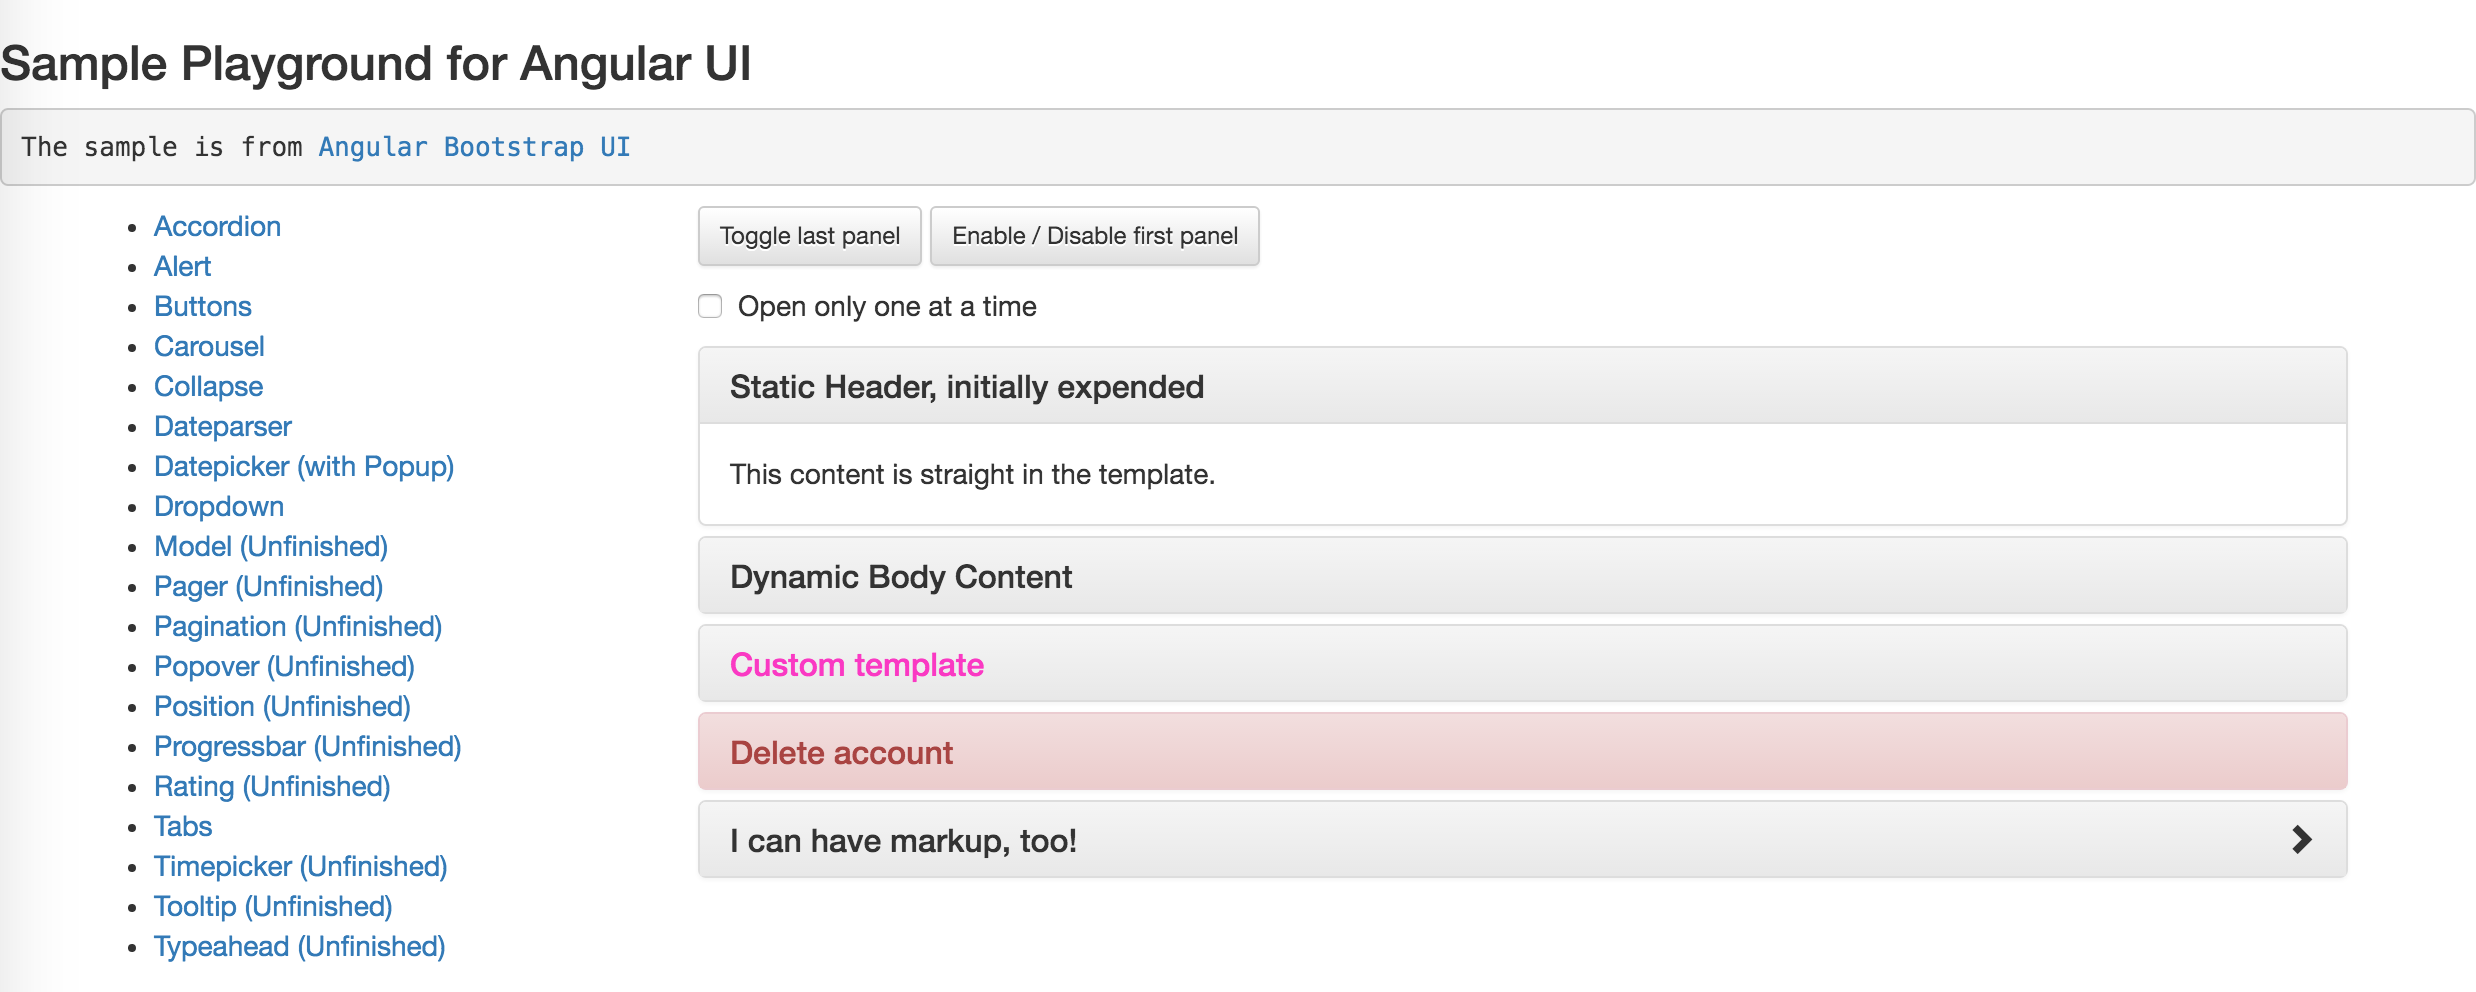 Sample Playground for Angular UI
The sample is from Angular Bootstrap UI
Accordion
Alert
Buttons
Carousel
Collapse
Dateparser
Datepicker (with Popup)
Dropdown
Model (Unfinished)
Pager (Unfinished)
Pagination (Unfinished)
Popover (Unfinished)
Position (Unfinished)
Progressbar (Unfinished)
Rating (Unfinished)
Tabs
Timepicker (Unfinished)
Tooltip (Unfinished)
Typeahead (Unfinished)
Toggle last panel Enable / Disable first panel
Open only one at a time
Static Header, initially expended
This content is straight in the template.
Dynamic Body Content
Custom template
Delete account
I can have markup, too!